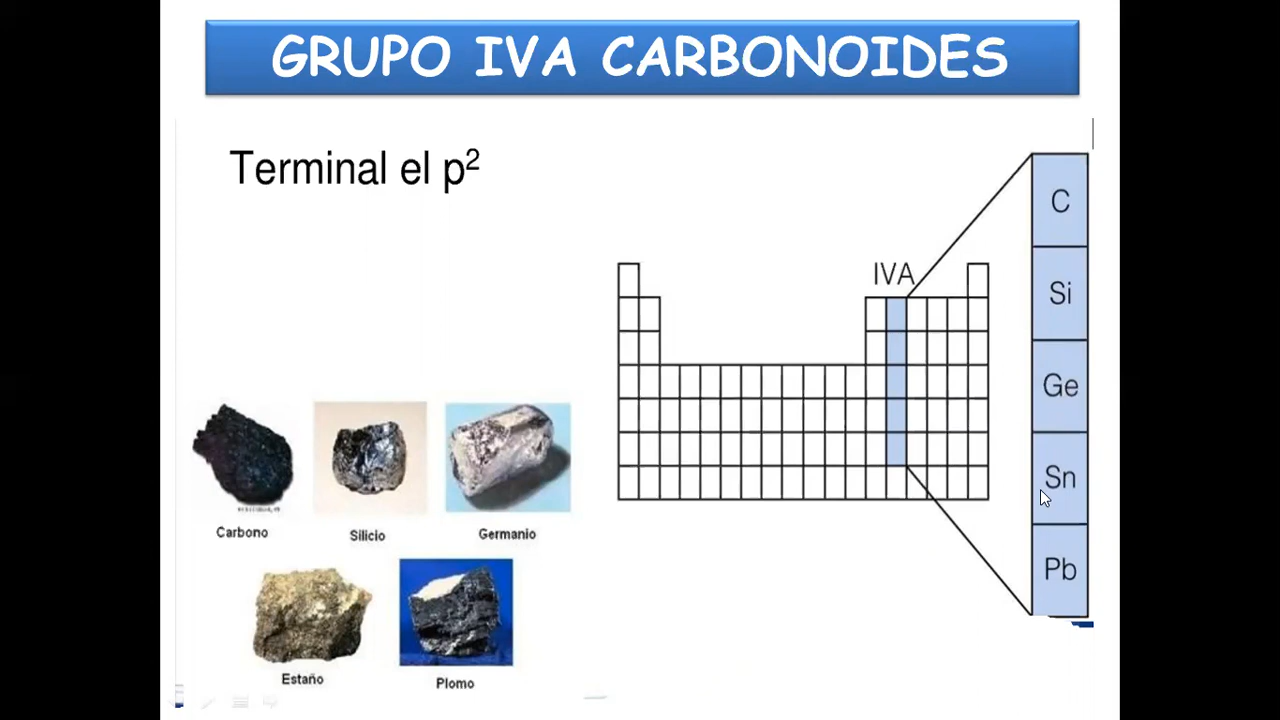 GRUPO IVA CARBONOIDES
Terminal el p²
IVA
C
Si
Ge
Sn
Pb
Carbono
Silicio
Germanio
Estaño
Plomo